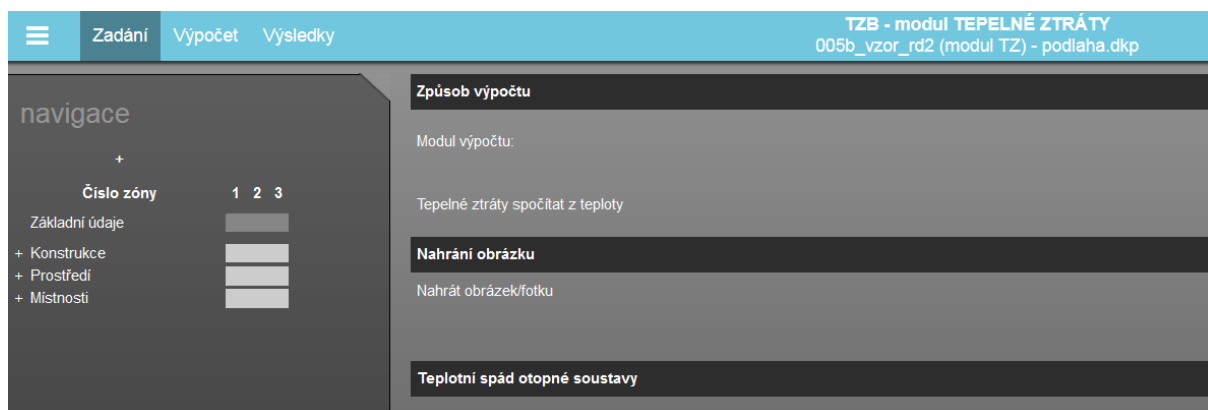 Zadání Výpočet Výsledky
TZB - modul TEPELNÉ ZTRÁTY
005b_vzor_rd2 (modul TZ) - podlaha.dkp
navigace
+
Číslo zóny 1 2 3
Základní údaje
+ Konstrukce
+ Prostředí
+ Místnosti
Způsob výpočtu
Modul výpočtu:
Tepelné ztráty spočítat z teploty
Nahrání obrázku
Nahrát obrázek/fotku
Teplotní spád otopné soustavy